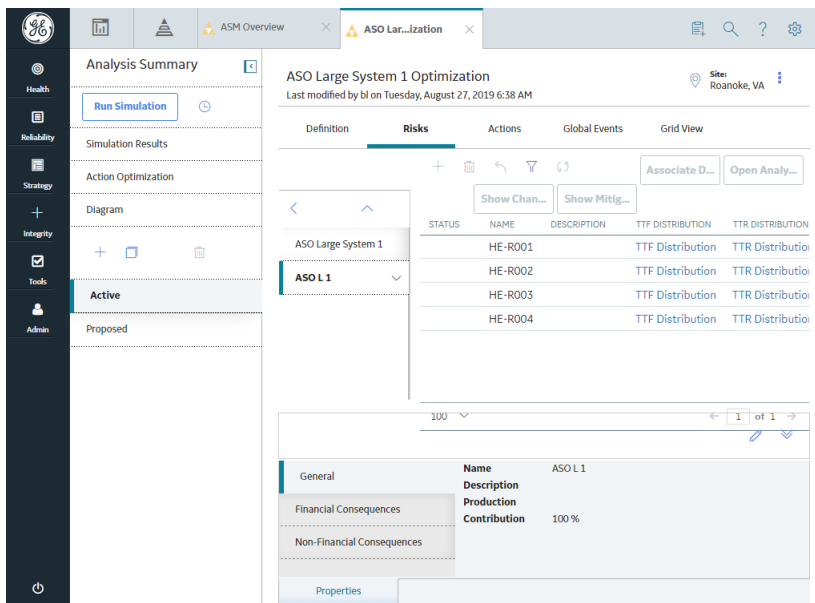 ASM Overview
ASO Lar...ization
Health
Reliability
Strategy
Integrity
Tools
Admin
Analysis Summary
Run Simulation
Simulation Results
Action Optimization
Diagram
Active
Proposed
ASO Large System 1 Optimization
Last modified by bl on Tuesday, August 27, 2019 6:38 AM
Site:
Roanoke, VA
Definition Risks Actions Global Events Grid View
Associate D... Open Analy...
Show Chan... Show Mitig...
ASO Large System 1
ASO L 1
STATUS NAME DESCRIPTION TTF DISTRIBUTION TTR DISTRIBUTION
HE-R001 TTF Distribution TTR Distributio
HE-R002 TTF Distribution TTR Distributio
HE-R003 TTF Distribution TTR Distributio
HE-R004 TTF Distribution TTR Distributio
100 1 of 1
General
Financial Consequences
Non-Financial Consequences
Name ASO L 1
Description
Production
Contribution 100 %
Properties